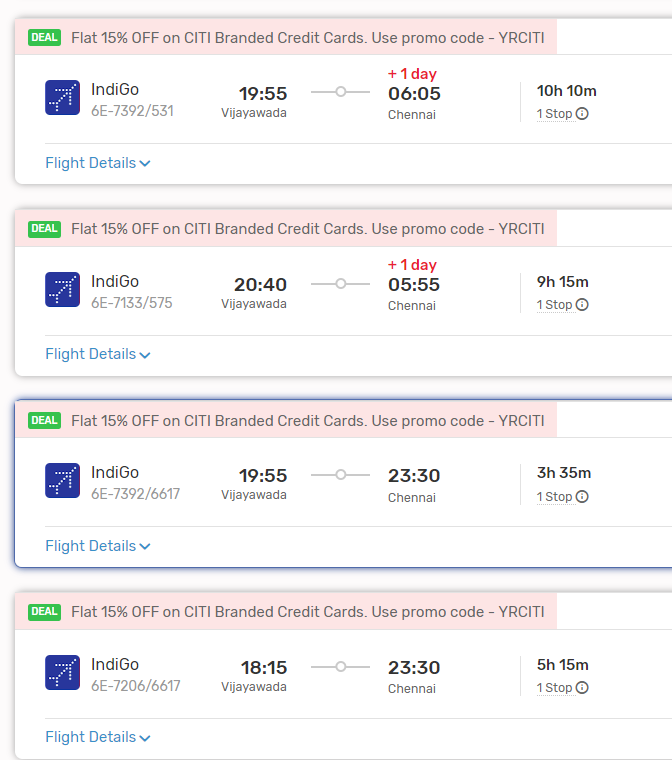 DEAL Flat 15% OFF on CITI Branded Credit Cards. Use promo code - YRCITI
+ 1 day
IndiGo 19:55 06:05 10h 10m
6E-7392/531 Vijayawada Chennai 1 Stop
Flight Details
DEAL Flat 15% OFF on CITI Branded Credit Cards. Use promo code - YRCITI
+ 1 day
IndiGo 20:40 05:55 9h 15m
6E-7133/575 Vijayawada Chennai 1 Stop
Flight Details
DEAL Flat 15% OFF on CITI Branded Credit Cards. Use promo code - YRCITI
IndiGo 19:55 23:30 3h 35m
6E-7392/6617 Vijayawada Chennai 1 Stop
Flight Details
DEAL Flat 15% OFF on CITI Branded Credit Cards. Use promo code - YRCITI
IndiGo 18:15 23:30 5h 15m
6E-7206/6617 Vijayawada Chennai 1 Stop
Flight Details